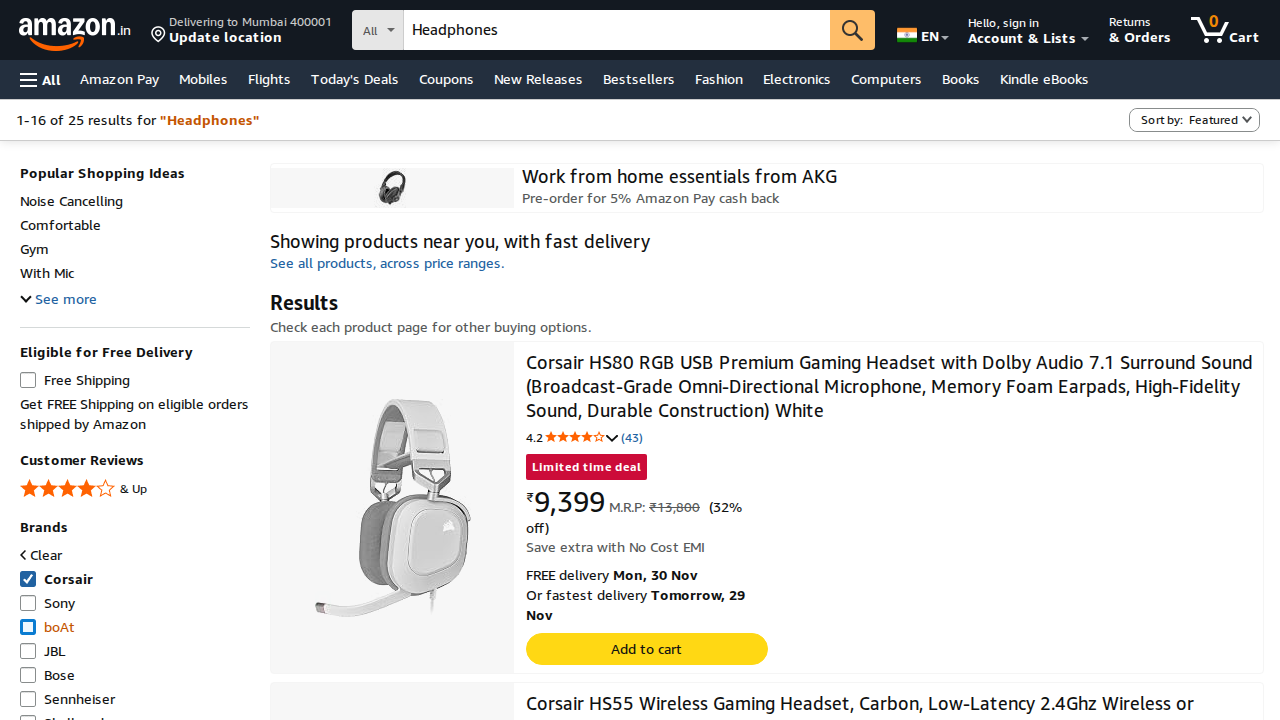 amazon.in
Delivering to Mumbai 400001
Update location
All
Headphones
EN
Hello, sign in
Account & Lists
Returns
& Orders
0
Cart
All
Amazon Pay
Mobiles
Flights
Today's Deals
Coupons
New Releases
Bestsellers
Fashion
Electronics
Computers
Books
Kindle eBooks
1-16 of 25 results for "Headphones"
Sort by: Featured
Popular Shopping Ideas
Noise Cancelling
Comfortable
Gym
With Mic
See more
Eligible for Free Delivery
Free Shipping
Get FREE Shipping on eligible orders
shipped by Amazon
Customer Reviews
& Up
Brands
Clear
Corsair
Sony
boAt
JBL
Bose
Sennheiser
Work from home essentials from AKG
Pre-order for 5% Amazon Pay cash back
Showing products near you, with fast delivery
See all products, across price ranges.
Results
Check each product page for other buying options.
Corsair HS80 RGB USB Premium Gaming Headset with Dolby Audio 7.1 Surround Sound
(Broadcast-Grade Omni-Directional Microphone, Memory Foam Earpads, High-Fidelity
Sound, Durable Construction) White
4.2 (43)
Limited time deal
₹9,399 M.R.P: ₹13,800 (32%
off)
Save extra with No Cost EMI
FREE delivery Mon, 30 Nov
Or fastest delivery Tomorrow, 29
Nov
Add to cart
Corsair HS55 Wireless Gaming Headset, Carbon, Low-Latency 2.4Ghz Wireless or